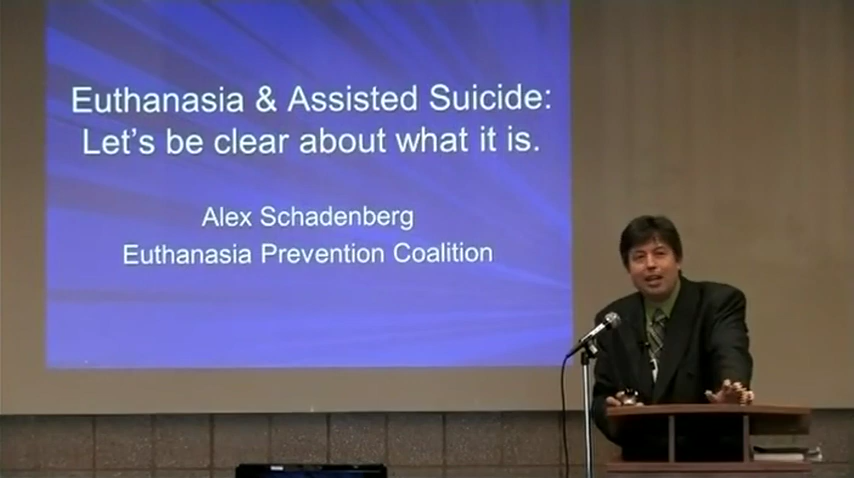 Euthanasia & Assisted Suicide:
Let's be clear about what it is.
Alex Schadenberg
Euthanasia Prevention Coalition